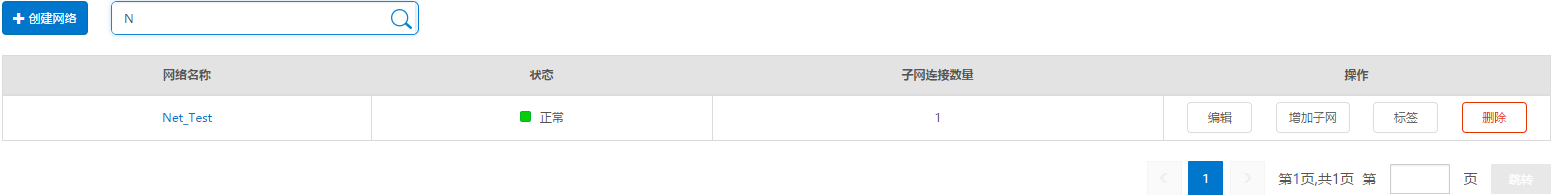 创建网络
N
网络名称 状态 子网连接数量 操作
Net_Test 正常 1 编辑 增加子网 标签 删除
1 第1页,共1页 第 页 跳转